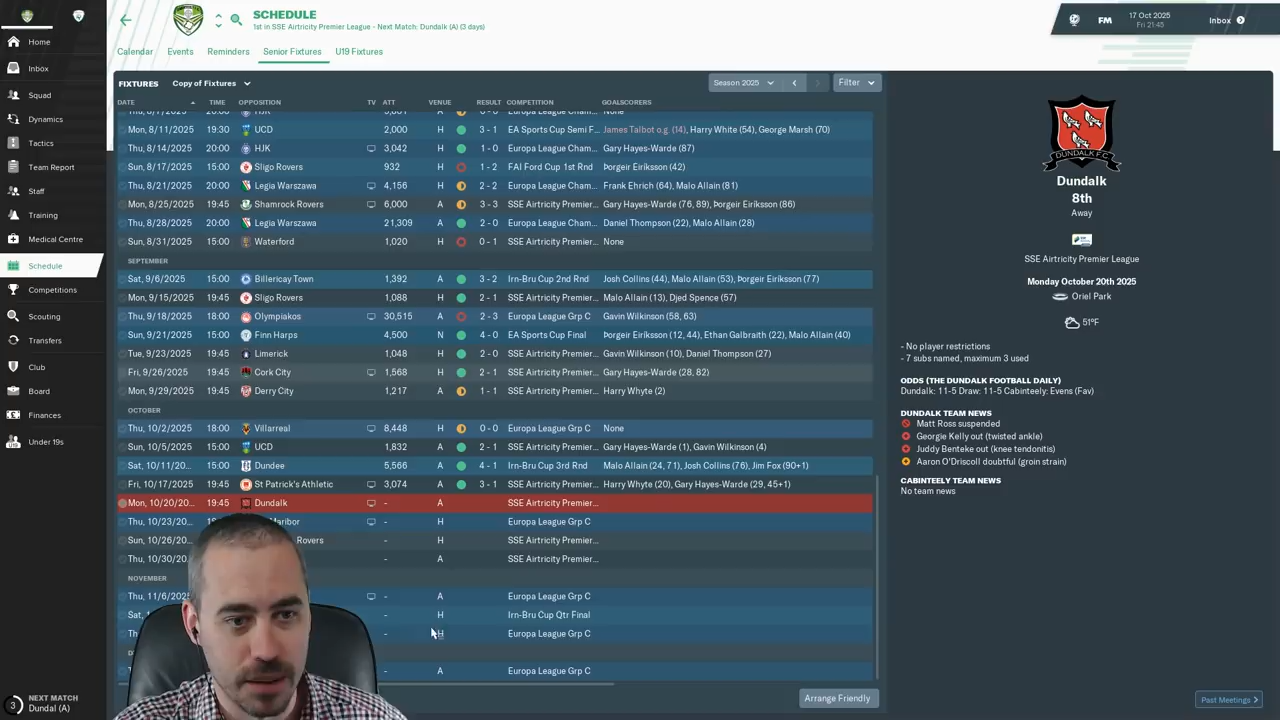 SCHEDULE
1st in SSE Airtricity Premier League - Next Match: Dundalk (A) (3 days)
FM
17 Oct 2025
Fri 21:45
Inbox
Calendar Events Reminders Senior Fixtures U19 Fixtures
Home
Inbox
Squad
Dynamics
Tactics
Team Report
Staff
Training
Medical Centre
Schedule
Competitions
Scouting
Transfers
Club
Board
Finances
Under 19s
3 NEXT MATCH
Dundal (A)
FIXTURES Copy of Fixtures Season 2025 Filter
DATE TIME OPPOSITION TV ATT VENUE RESULT COMPETITION GOALSCORERS
Mon, 8/11/2025 19:30 UCD 2,000 H 3 - 1 EA Sports Cup Semi F... James Talbot o.g. (14), Harry White (54), George Marsh (70)
Thu, 8/14/2025 20:00 HJK 3,042 H 1 - 0 Europa League Cham... Gary Hayes-Warde (87)
Sun, 8/17/2025 15:00 Sligo Rovers 932 H 1 - 2 FAI Ford Cup 1st Rnd Þorgeir Eiríksson (42)
Thu, 8/21/2025 20:00 Legia Warszawa 4,156 H 2 - 2 Europa League Cham... Frank Ehrich (64), Malo Allain (81)
Mon, 8/25/2025 19:45 Shamrock Rovers 6,000 A 3 - 3 SSE Airtricity Premier... Gary Hayes-Warde (76, 89), Þorgeir Eiríksson (86)
Thu, 8/28/2025 20:00 Legia Warszawa 21,309 A 2 - 0 Europa League Cham... Daniel Thompson (22), Malo Allain (28)
Sun, 8/31/2025 15:00 Waterford 1,020 H 0 - 1 SSE Airtricity Premier... None
SEPTEMBER
Sat, 9/6/2025 15:00 Billericay Town 1,392 A 3 - 2 Irn-Bru Cup 2nd Rnd Josh Collins (44), Malo Allain (53), Þorgeir Eiríksson (77)
Mon, 9/15/2025 19:45 Sligo Rovers 1,088 H 2 - 1 SSE Airtricity Premier... Malo Allain (13), Djed Spence (57)
Thu, 9/18/2025 18:00 Olympiakos 30,515 A 2 - 3 Europa League Grp C Gavin Wilkinson (58, 63)
Sun, 9/21/2025 15:00 Finn Harps 4,500 N 4 - 0 EA Sports Cup Final Þorgeir Eiríksson (12, 44), Ethan Galbraith (22), Malo Allain (40)
Tue, 9/23/2025 19:45 Limerick 1,048 H 2 - 0 SSE Airtricity Premier... Gavin Wilkinson (10), Daniel Thompson (27)
Fri, 9/26/2025 19:45 Cork City 1,568 H 2 - 1 SSE Airtricity Premier... Gary Hayes-Warde (28, 82)
Mon, 9/29/2025 19:45 Derry City 1,217 A 1 - 1 SSE Airtricity Premier... Harry Whyte (2)
OCTOBER
Thu, 10/2/2025 18:00 Villarreal 8,448 H 0 - 0 Europa League Grp C None
Sun, 10/5/2025 15:00 UCD 1,832 A 2 - 1 SSE Airtricity Premier... Gary Hayes-Warde (1), Gavin Wilkinson (4)
Sat, 10/11/20... 15:00 Dundee 5,566 A 4 - 1 Irn-Bru Cup 3rd Rnd Malo Allain (24, 71), Josh Collins (76), Jim Fox (90+1)
Fri, 10/17/20... 19:45 St Patrick's Athletic 3,074 A 3 - 1 SSE Airtricity Premier... Harry Whyte (20), Gary Hayes-Warde (29, 45+1)
Mon, 10/20/20... 19:45 Dundalk - A SSE Airtricity Premier...
Thu, 10/23/20... Maribor - H Europa League Grp C
Sun, 10/26/20... Rovers - H SSE Airtricity Premier...
Thu, 10/30/20... - A SSE Airtricity Premier...
NOVEMBER
Thu, 11/6/202... - A Europa League Grp C
Sat, - H Irn-Bru Cup Qtr Final
- H Europa League Grp C
- A Europa League Grp C
Arrange Friendly
DUNDALK FC
Dundalk
8th
Away
SSE Airtricity Premier League
Monday October 20th 2025
Oriel Park
51°F
- No player restrictions
- 7 subs named, maximum 3 used
ODDS (THE DUNDALK FOOTBALL DAILY)
Dundalk: 11-5 Draw: 11-5 Cabinteely: Evens (Fav)
DUNDALK TEAM NEWS
Matt Ross suspended
Georgie Kelly out (twisted ankle)
Juddy Benteke out (knee tendonitis)
Aaron O'Driscoll doubtful (groin strain)
CABINTEELY TEAM NEWS
No team news
Past Meetings